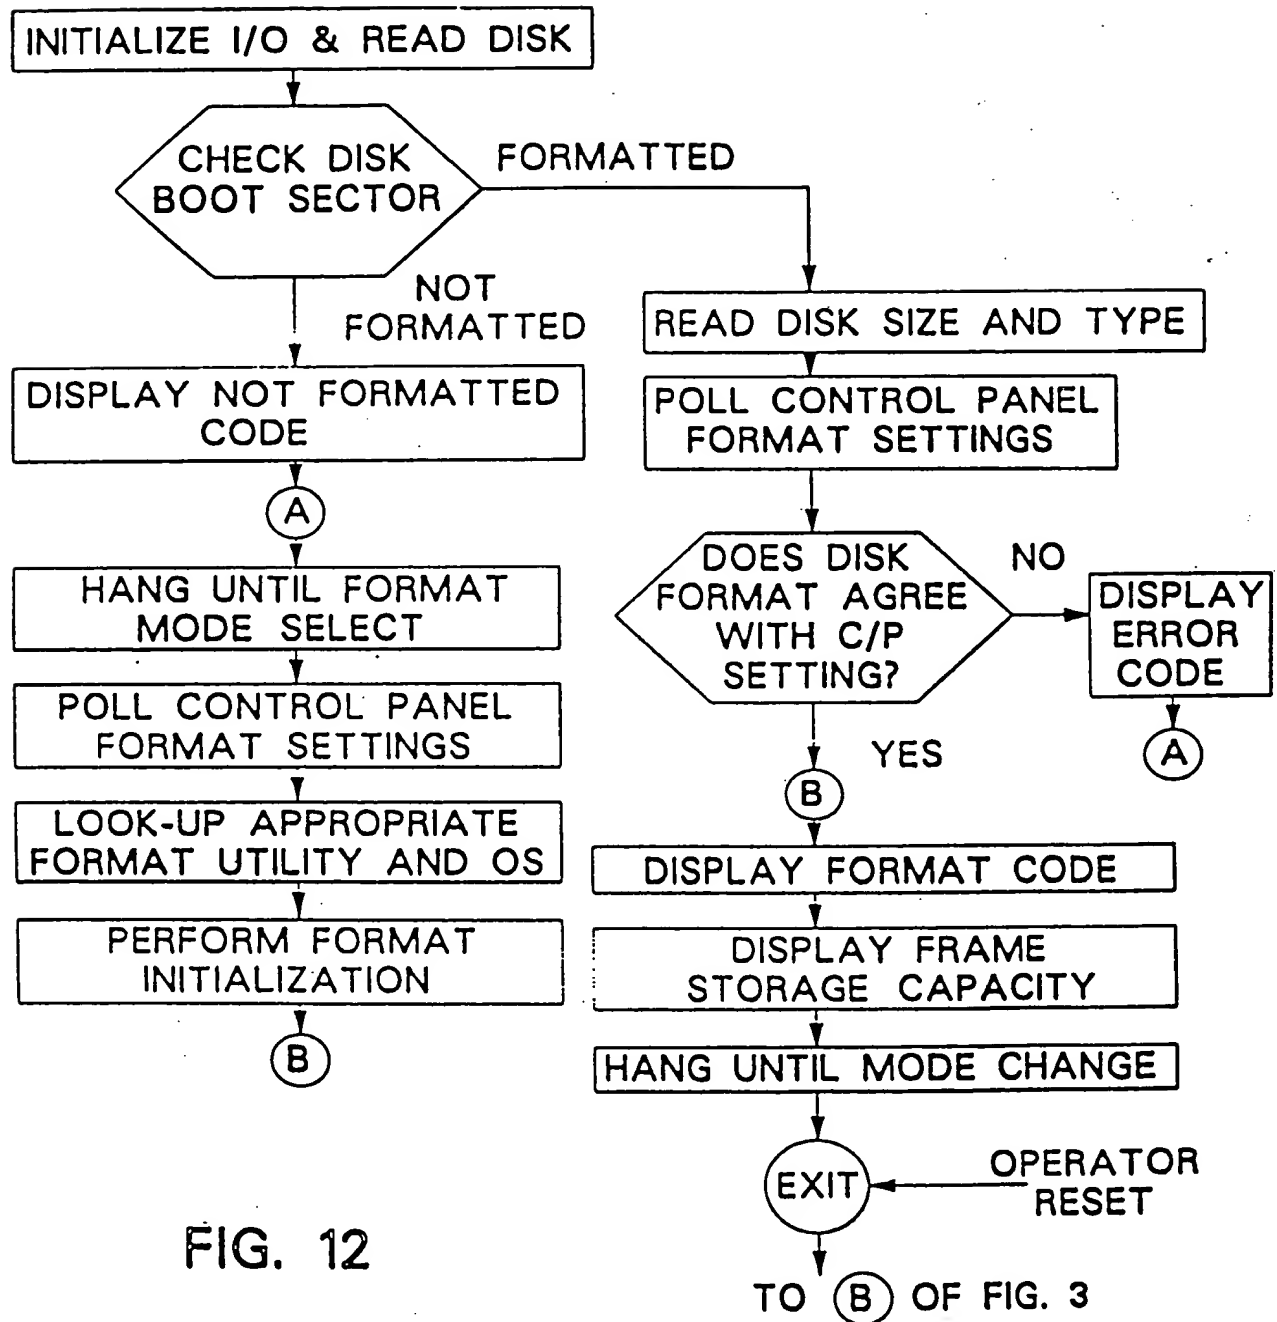 INITIALIZE I/O & READ DISK
CHECK DISK
BOOT SECTOR
FORMATTED
NOT
FORMATTED
DISPLAY NOT FORMATTED
CODE
A
HANG UNTIL FORMAT
MODE SELECT
POLL CONTROL PANEL
FORMAT SETTINGS
LOOK-UP APPROPRIATE
FORMAT UTILITY AND OS
PERFORM FORMAT
INITIALIZATION
B
READ DISK SIZE AND TYPE
POLL CONTROL PANEL
FORMAT SETTINGS
DOES DISK
FORMAT AGREE
WITH C/P
SETTING?
NO
DISPLAY
ERROR
CODE
A
YES
B
DISPLAY FORMAT CODE
DISPLAY FRAME
STORAGE CAPACITY
HANG UNTIL MODE CHANGE
EXIT
OPERATOR
RESET
TO B OF FIG. 3
FIG. 12